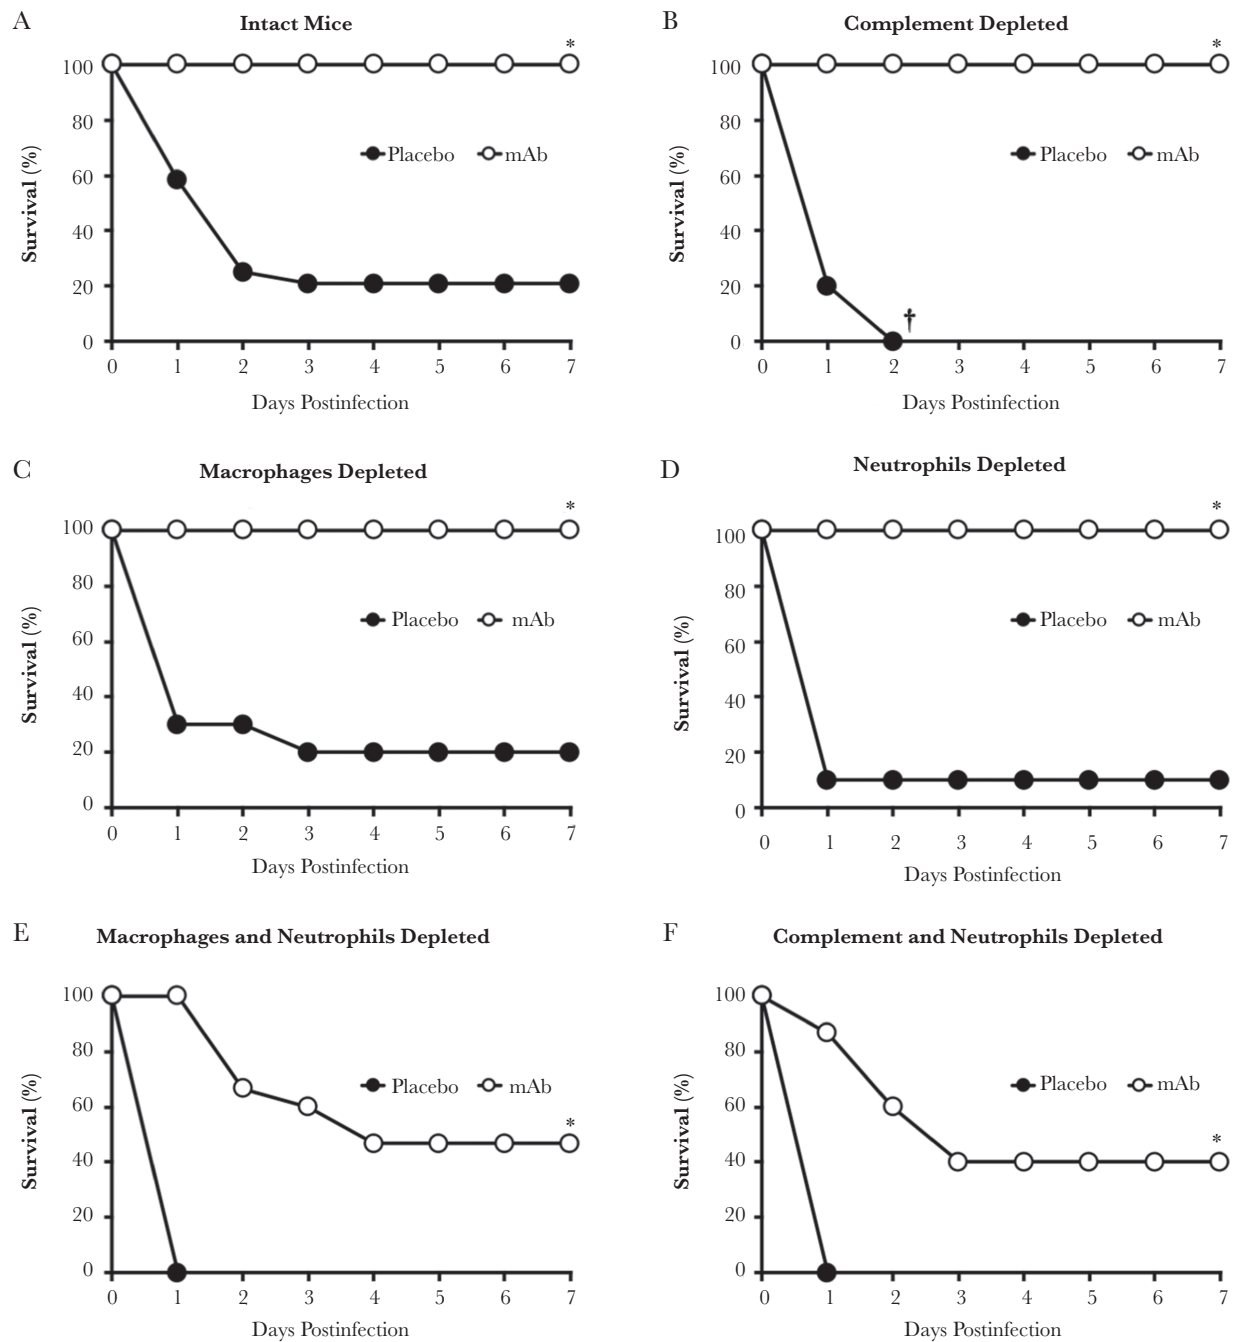 A
Intact Mice
*
100
80
60
40
20
0
Survival (%)
Placebo mAb
0 1 2 3 4 5 6 7
Days Postinfection
B
Complement Depleted
*
100
80
60
40
20
0
Survival (%)
Placebo mAb
†
0 1 2 3 4 5 6 7
Days Postinfection
C
Macrophages Depleted
*
100
80
60
40
20
0
Survival (%)
Placebo mAb
0 1 2 3 4 5 6 7
Days Postinfection
D
Neutrophils Depleted
*
100
80
60
40
20
0
Survival (%)
Placebo mAb
0 1 2 3 4 5 6 7
Days Postinfection
E
Macrophages and Neutrophils Depleted
100
80
60
40
20
0
Survival (%)
Placebo mAb
*
0 1 2 3 4 5 6 7
Days Postinfection
F
Complement and Neutrophils Depleted
100
80
60
40
20
0
Survival (%)
Placebo mAb
*
0 1 2 3 4 5 6 7
Days Postinfection